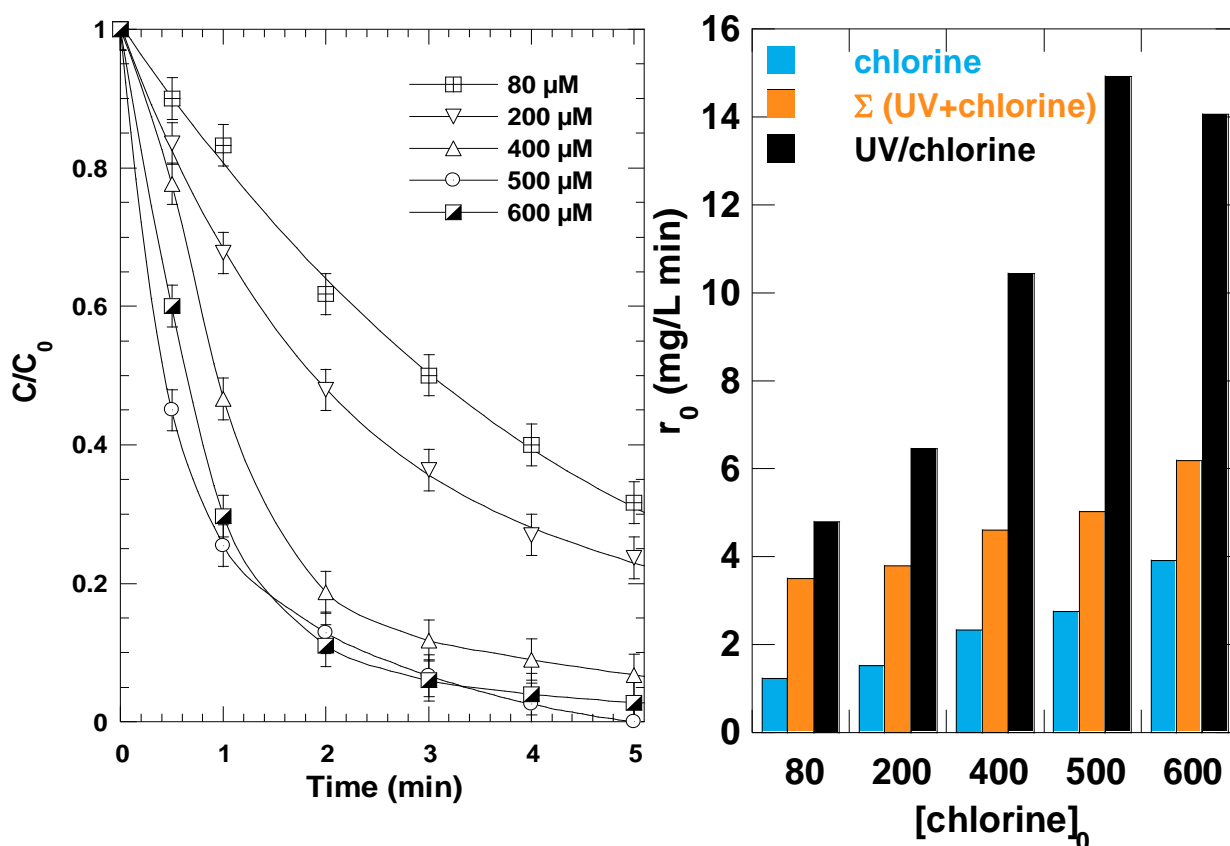 1
0.8
0.6
0.4
0.2
0
C/C0
0 1 2 3 4 5
Time (min)
80 µM
200 µM
400 µM
500 µM
600 µM
16
14
12
10
8
6
4
2
0
r0 (mg/L min)
chlorine
Σ (UV+chlorine)
UV/chlorine
80 200 400 500 600
[chlorine]0